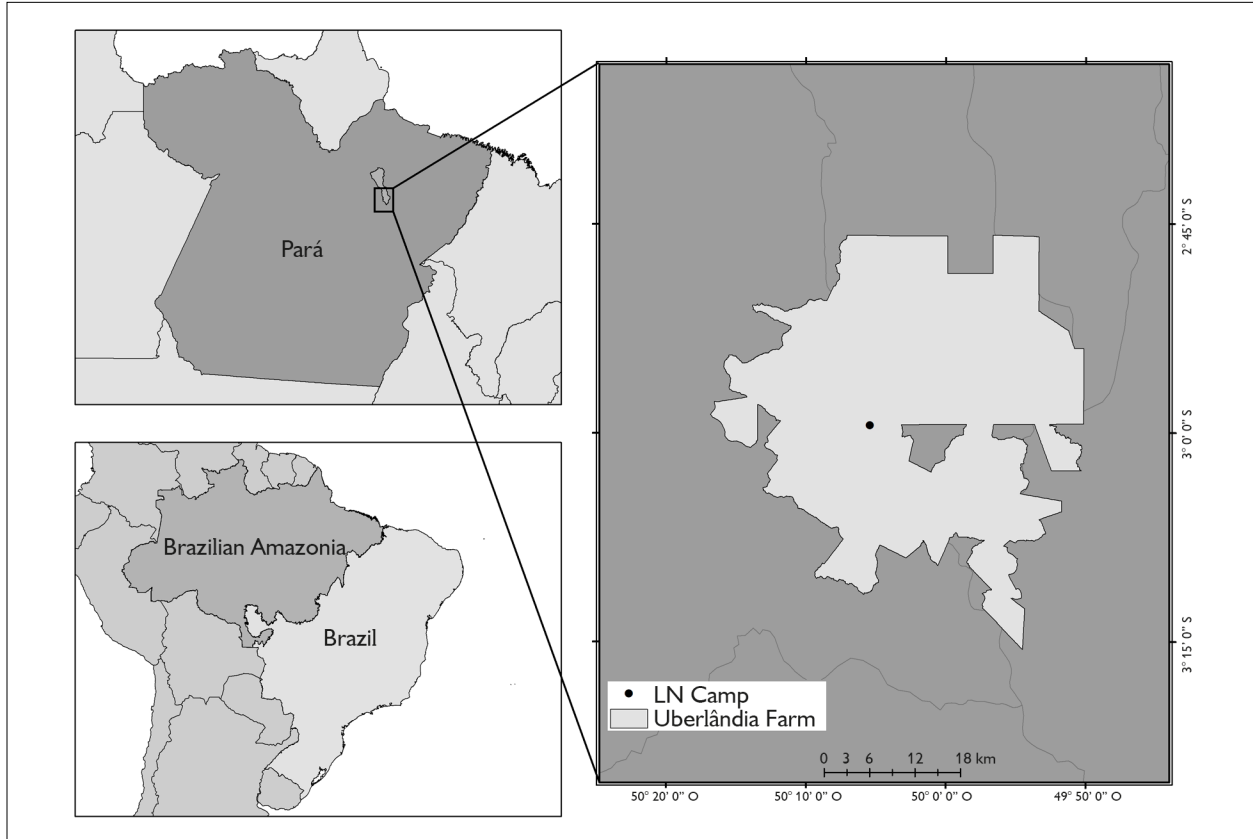 Pará
Brazilian Amazonia
Brazil
2° 45' 0'' S
3° 0' 0'' S
3° 15' 0'' S
LN Camp
Uberlândia Farm
0 3 6 12 18 km
50° 20' 0'' O 50° 10' 0'' O 50° 0' 0'' O 49° 50' 0'' O